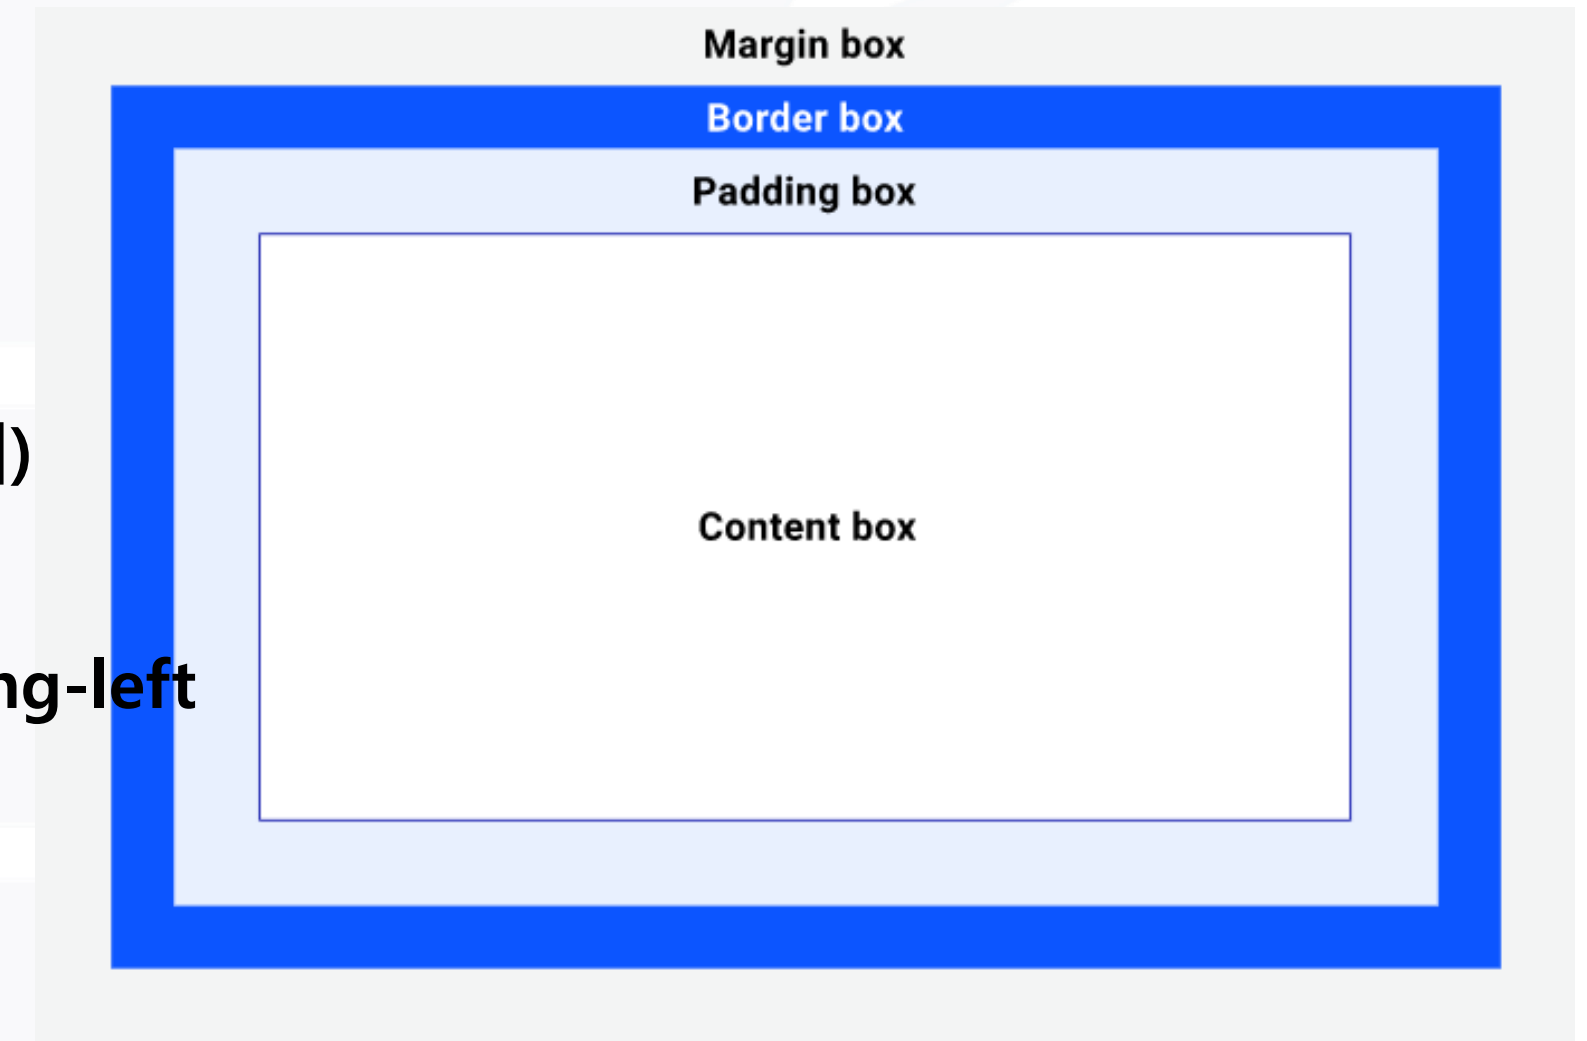 Margin box
Border box
Padding box
)
Content box
ng-left